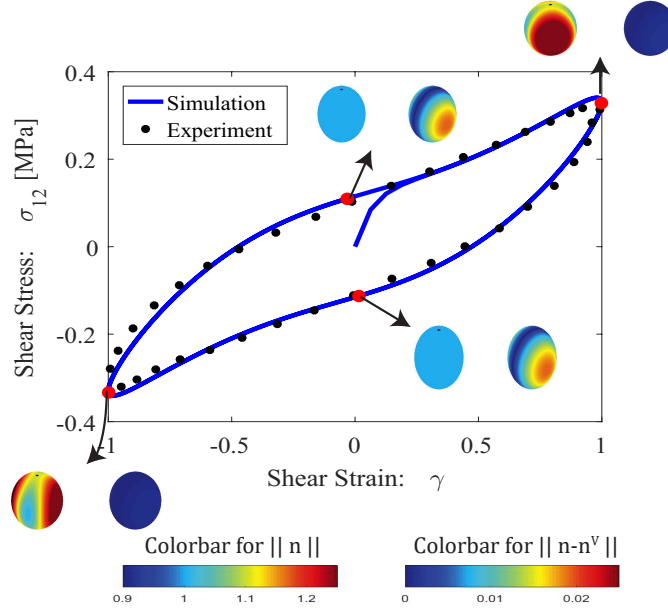 0.4
Simulation
Experiment
0.2
0
-0.2
-0.4
Shear Stress: σ12 [MPa]
-1
-0.5
0
0.5
1
Shear Strain: γ
Colorbar for || n ||
Colorbar for || n-nᵛ ||
0.9
1
1.1
1.2
0
0.01
0.02